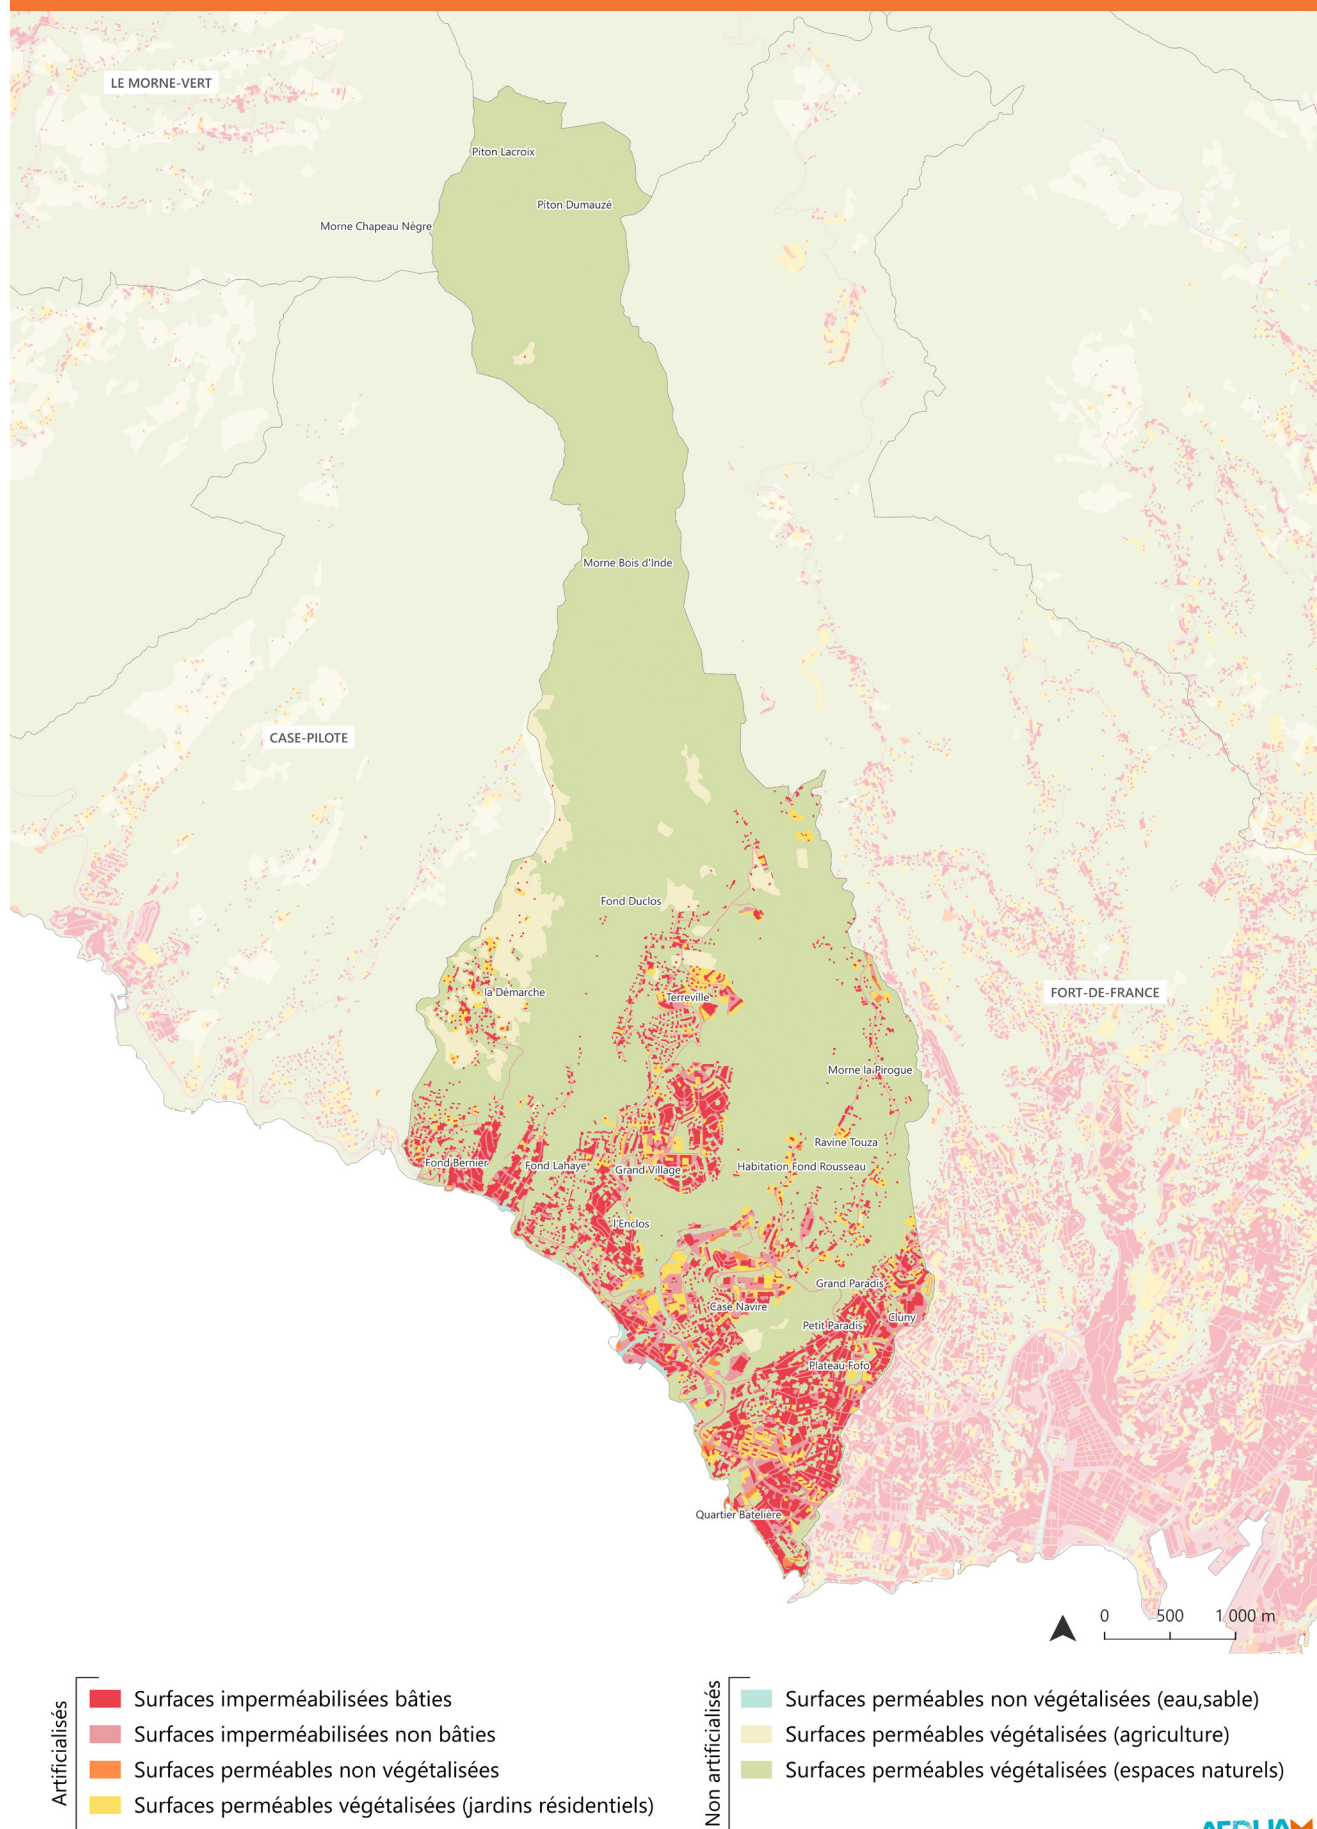 LE MORNE-VERT
Piton Lacroix
Piton Dumauzé
Morne Chapeau Nègre
Morne Bois d'Inde
CASE-PILOTE
Fond Duclos
la Démarche
Terreville
FORT-DE-FRANCE
Morne la Pirogue
Ravine Touza
Fond Bernier
Fond Lahaye
Grand Village
Habitation Fond Rousseau
l'Enclos
Grand Paradis
Case Navire
Cluny
Petit Paradis
Plateau Fofo
Quartier Batelière
0 500 1 000 m
Artificialisés
Surfaces imperméabilisées bâties
Surfaces imperméabilisées non bâties
Surfaces perméables non végétalisées
Surfaces perméables végétalisées (jardins résidentiels)
Non artificialisés
Surfaces perméables non végétalisées (eau,sable)
Surfaces perméables végétalisées (agriculture)
Surfaces perméables végétalisées (espaces naturels)